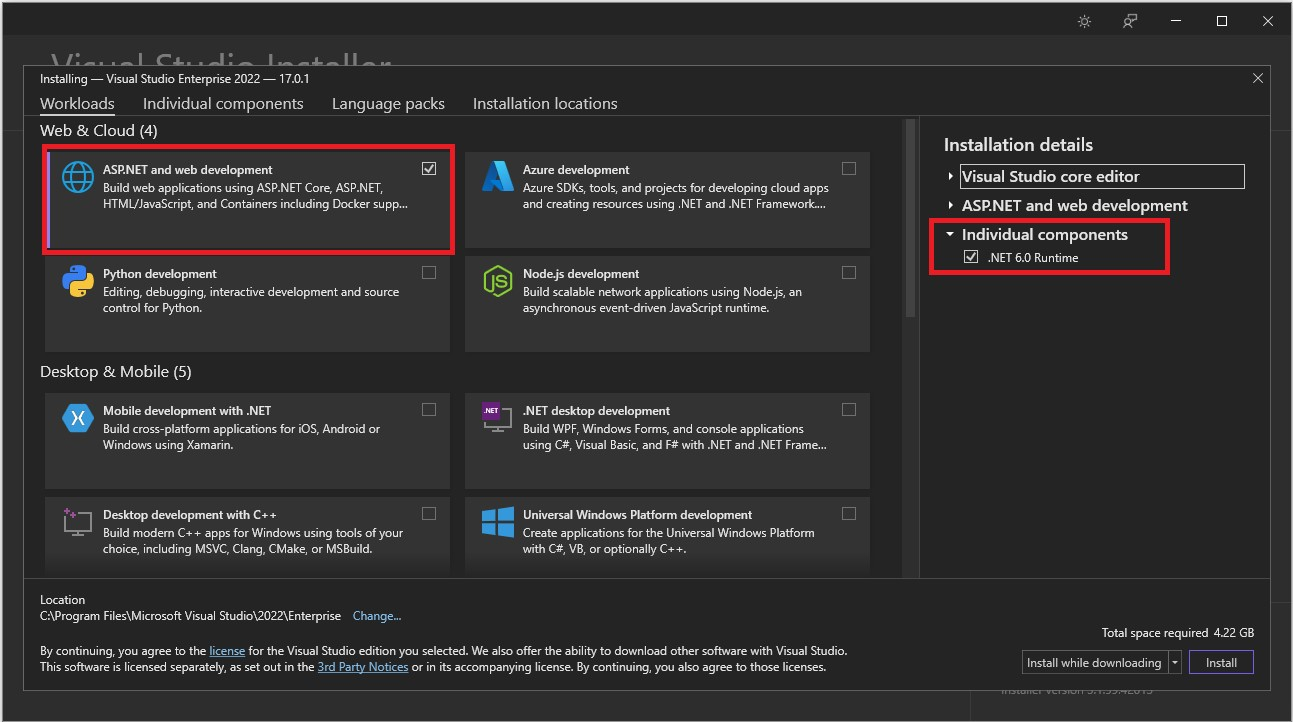 Visual Studio Installer
Installing — Visual Studio Enterprise 2022 — 17.0.1
Workloads
Individual components
Language packs
Installation locations
Web & Cloud (4)
ASP.NET and web development
Build web applications using ASP.NET Core, ASP.NET,
HTML/JavaScript, and Containers including Docker supp...
Azure development
Azure SDKs, tools, and projects for developing cloud apps
and creating resources using .NET and .NET Framework....
Python development
Editing, debugging, interactive development and source
control for Python.
JS
Node.js development
Build scalable network applications using Node.js, an
asynchronous event-driven JavaScript runtime.
Desktop & Mobile (5)
Mobile development with .NET
Build cross-platform applications for iOS, Android or
Windows using Xamarin.
.NET
.NET desktop development
Build WPF, Windows Forms, and console applications
using C#, Visual Basic, and F# with .NET and .NET Frame...
Desktop development with C++
Build modern C++ apps for Windows using tools of your
choice, including MSVC, Clang, CMake, or MSBuild.
Universal Windows Platform development
Create applications for the Universal Windows Platform
with C#, VB, or optionally C++.
Installation details
Visual Studio core editor
ASP.NET and web development
Individual components
.NET 6.0 Runtime
Location
C:\Program Files\Microsoft Visual Studio\2022\Enterprise Change...
By continuing, you agree to the license for the Visual Studio edition you selected. We also offer the ability to download other software with Visual Studio.
This software is licensed separately, as set out in the 3rd Party Notices or in its accompanying license. By continuing, you also agree to those licenses.
Total space required 4.22 GB
Install while downloading
Install